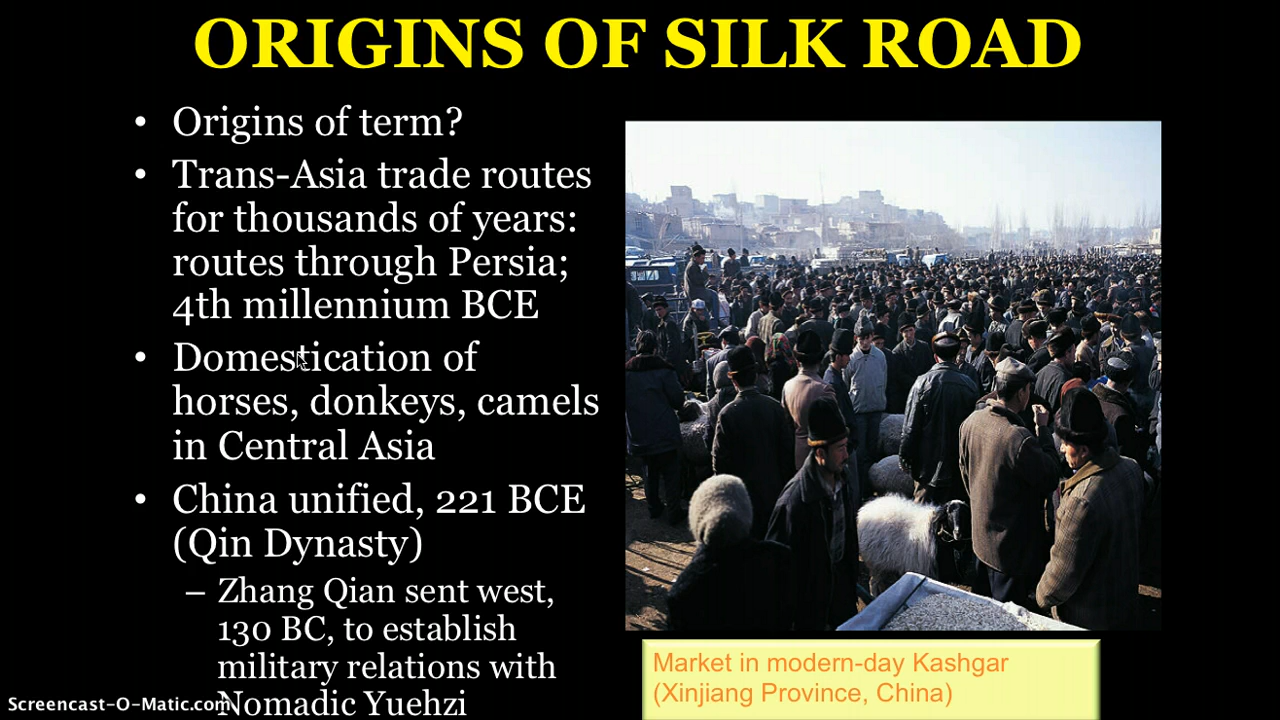 ORIGINS OF SILK ROAD
• Origins of term?
• Trans-Asia trade routes
for thousands of years:
routes through Persia;
4th millennium BCE
• Domestication of
horses, donkeys, camels
in Central Asia
• China unified, 221 BCE
(Qin Dynasty)
– Zhang Qian sent west,
130 BC, to establish
military relations with
Nomadic Yuehzi
Market in modern-day Kashgar
(Xinjiang Province, China)
Screencast-O-Matic.com